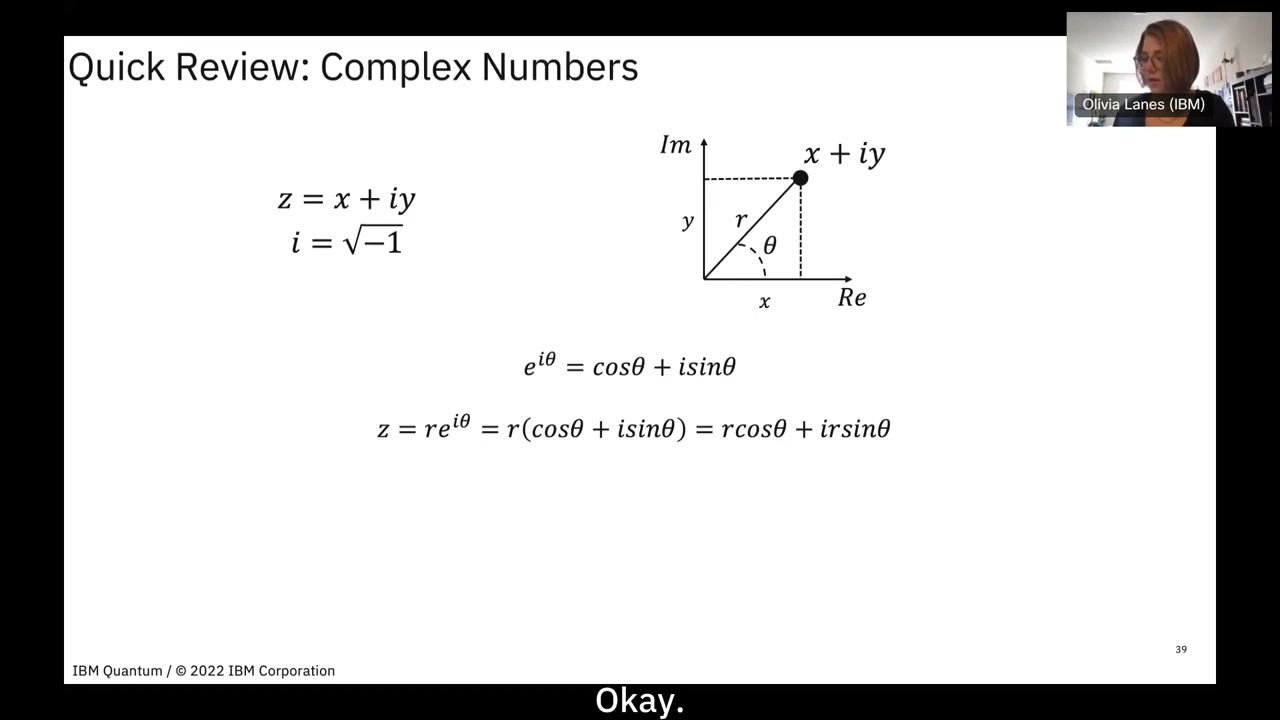 Quick Review: Complex Numbers
Olivia Lanes (IBM)
z = x + iy
i = √−1
Im
x + iy
y
r
θ
x
Re
e^{iθ} = cosθ + isinθ
z = re^{iθ} = r(cosθ + isinθ) = rcosθ + irsinθ
39
IBM Quantum / © 2022 IBM Corporation
Okay.